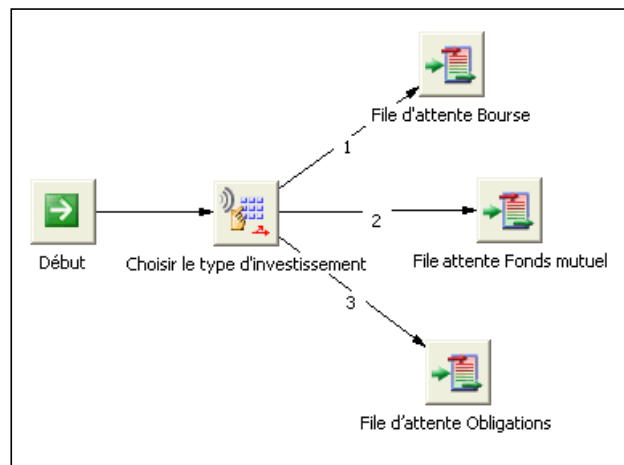 File d'attente Bourse
1
Début
Choisir le type d'investissement
2
File attente Fonds mutuel
3
File d’attente Obligations